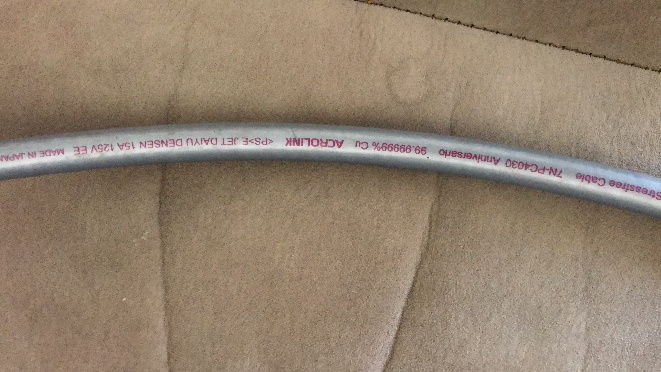 Stressfree Cable 7N-PC4030 Anniversario 99.99999% Cu ACROLINK <PS>E JET DAIYU DENSEN 15A 125V EE MADE IN JAPAN